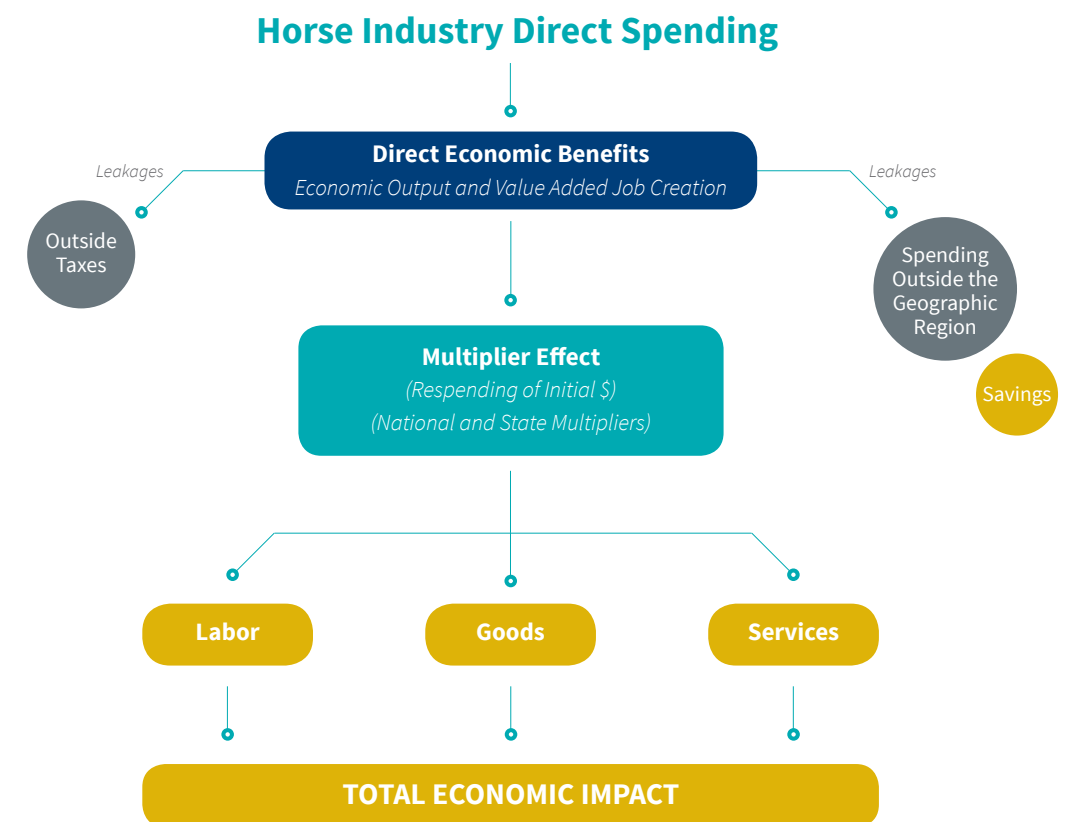 Horse Industry Direct Spending
Direct Economic Benefits
Economic Output and Value Added Job Creation
Leakages
Leakages
Outside
Taxes
Spending
Outside the
Geographic
Region
Savings
Multiplier Effect
(Respending of Initial $)
(National and State Multipliers)
Labor
Goods
Services
TOTAL ECONOMIC IMPACT